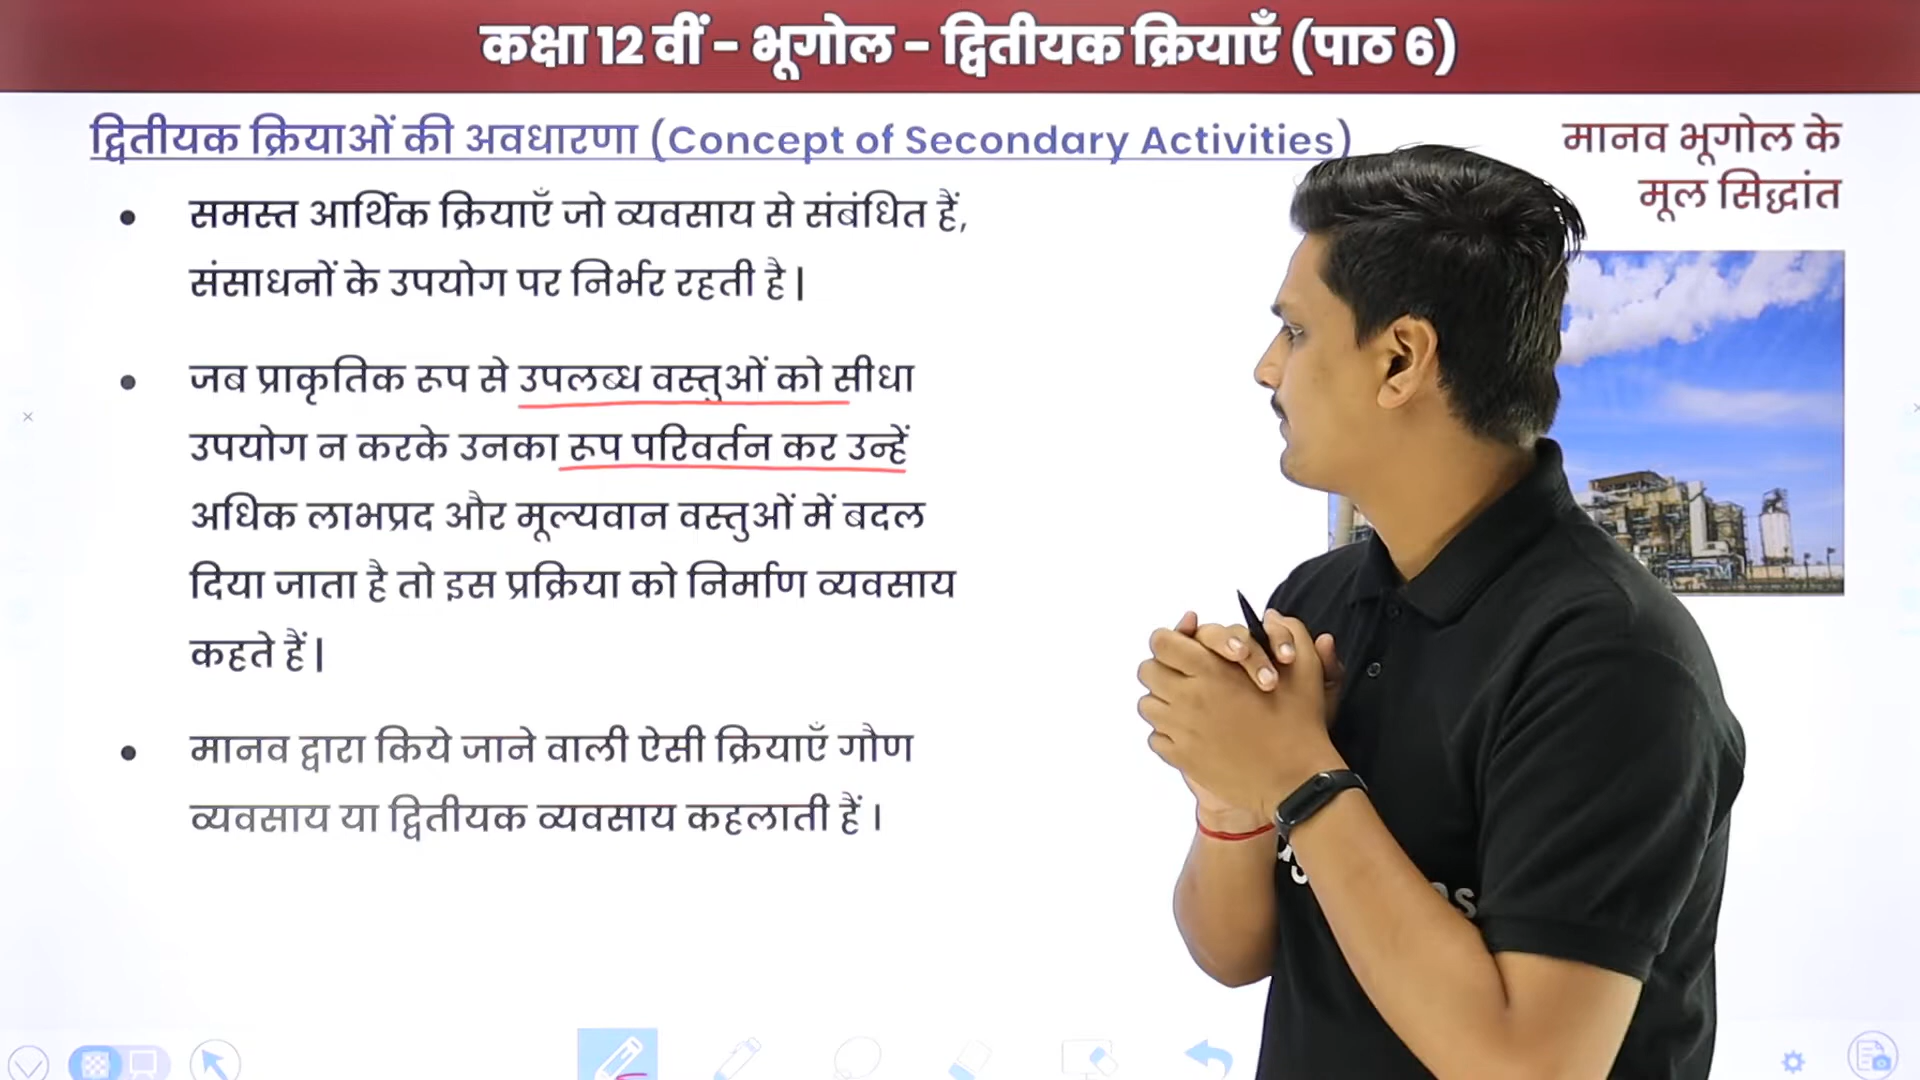 कक्षा 12 वीं - भूगोल - द्वितीयक क्रियाएँ (पाठ 6)
द्वितीयक क्रियाओं की अवधारणा (Concept of Secondary Activities)
मानव भूगोल के
मूल सिद्धांत
• समस्त आर्थिक क्रियाएँ जो व्यवसाय से संबंधित हैं,
संसाधनों के उपयोग पर निर्भर रहती है |
• जब प्राकृतिक रूप से उपलब्ध वस्तुओं को सीधा
उपयोग न करके उनका रूप परिवर्तन कर उन्हें
अधिक लाभप्रद और मूल्यवान वस्तुओं में बदल
दिया जाता है तो इस प्रक्रिया को निर्माण व्यवसाय
कहते हैं |
• मानव द्वारा किये जाने वाली ऐसी क्रियाएँ गौण
व्यवसाय या द्वितीयक व्यवसाय कहलाती हैं ।